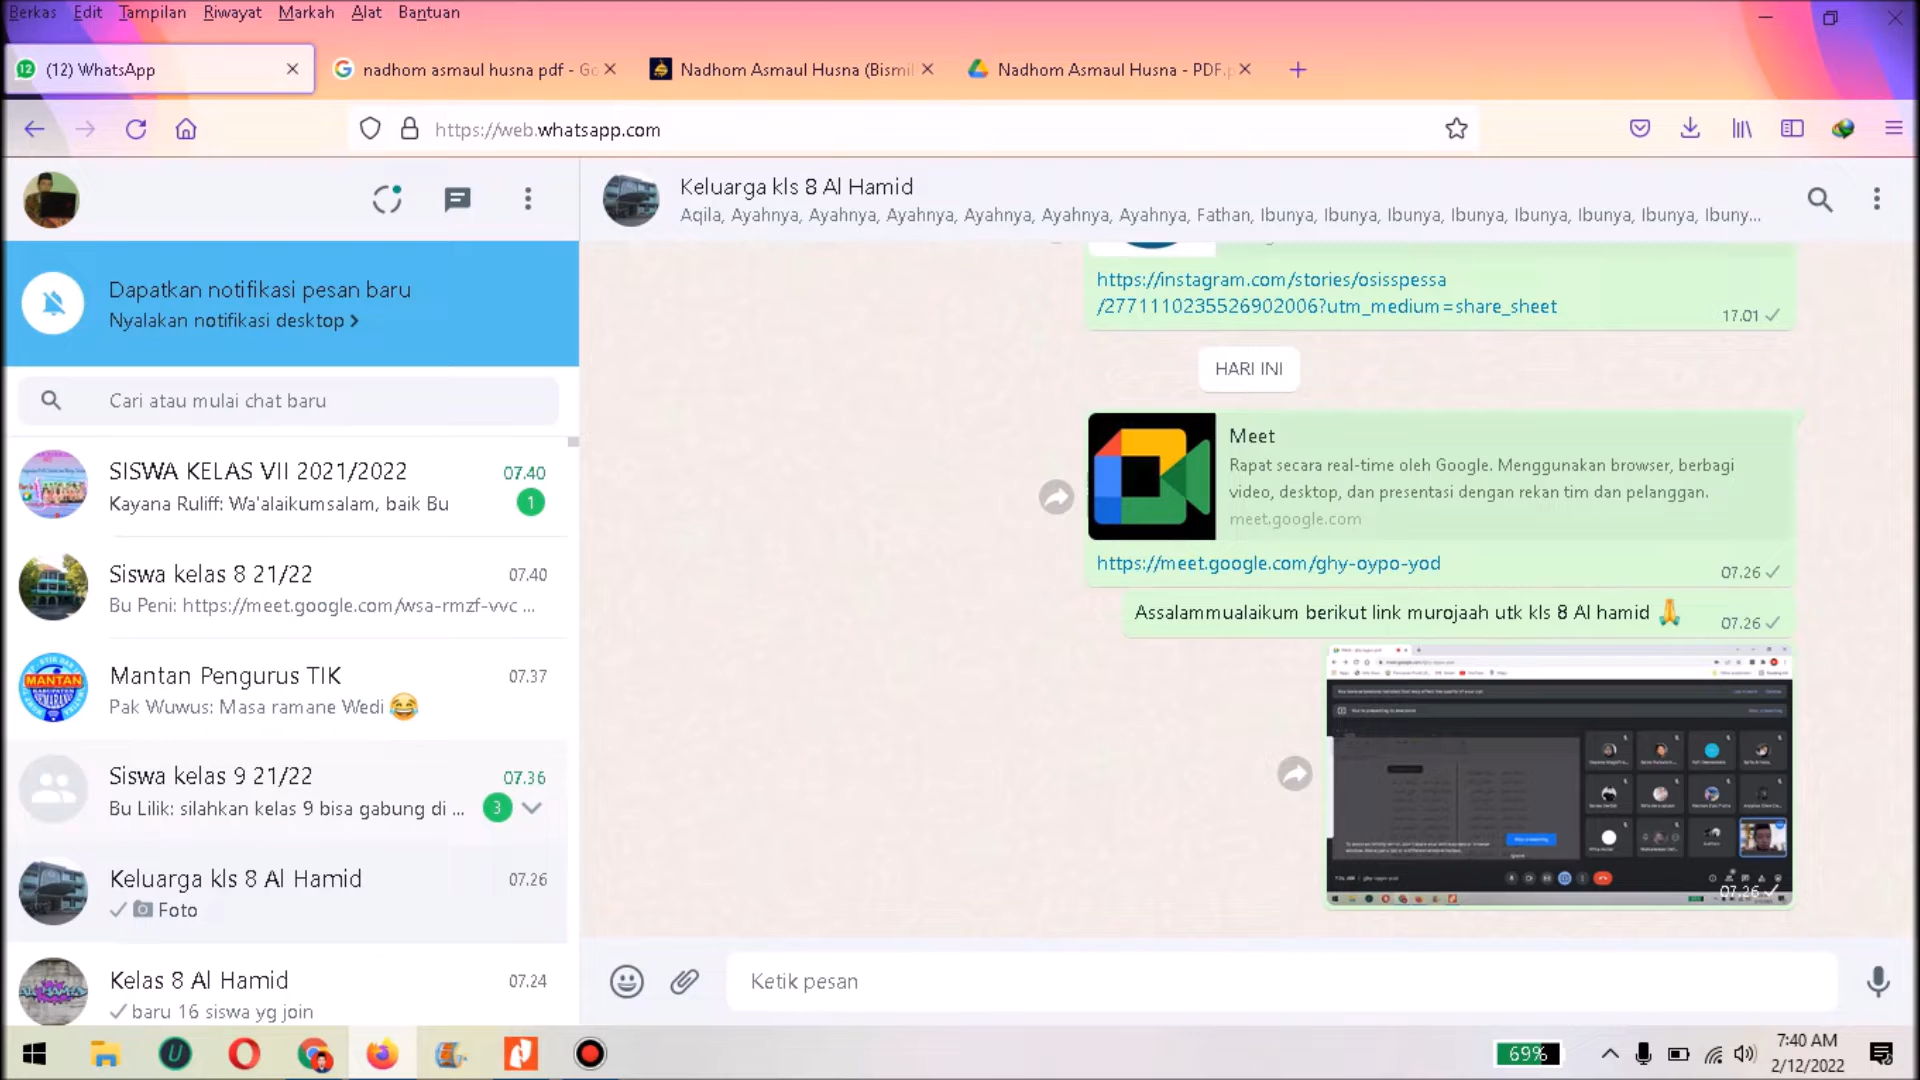 Berkas Edit Tampilan Riwayat Markah Alat Bantuan
12 (12) WhatsApp
nadhom asmaul husna pdf - Go
Nadhom Asmaul Husna (Bismil
Nadhom Asmaul Husna - PDF.p
https://web.whatsapp.com
Keluarga kls 8 Al Hamid
Aqila, Ayahnya, Ayahnya, Ayahnya, Ayahnya, Ayahnya, Ayahnya, Fathan, Ibunya, Ibunya, Ibunya, Ibunya, Ibunya, Ibunya, Ibunya, Ibuny...
Dapatkan notifikasi pesan baru
Nyalakan notifikasi desktop
Cari atau mulai chat baru
SISWA KELAS VII 2021/2022 07.40
Kayana Ruliff: Wa'alaikumsalam, baik Bu 1
Siswa kelas 8 21/22 07.40
Bu Peni: https://meet.google.com/wsa-rmzf-vvc ...
Mantan Pengurus TIK 07.37
MANTAN
Pak Wuwus: Masa ramane Wedi 😂
Siswa kelas 9 21/22 07.36
Bu Lilik: silahkan kelas 9 bisa gabung di ... 3
Keluarga kls 8 Al Hamid 07.26
Foto
Kelas 8 Al Hamid 07.24
baru 16 siswa yg join
https://instagram.com/stories/osisspessa
/2771110235526902006?utm_medium=share_sheet
17.01
HARI INI
Meet
Rapat secara real-time oleh Google. Menggunakan browser, berbagi
video, desktop, dan presentasi dengan rekan tim dan pelanggan.
meet.google.com
https://meet.google.com/ghy-oypo-yod
07.26
Assalammualaikum berikut link murojaah utk kls 8 Al hamid 🙏
07.26
07.26
Ketik pesan
69%
7:40 AM
2/12/2022